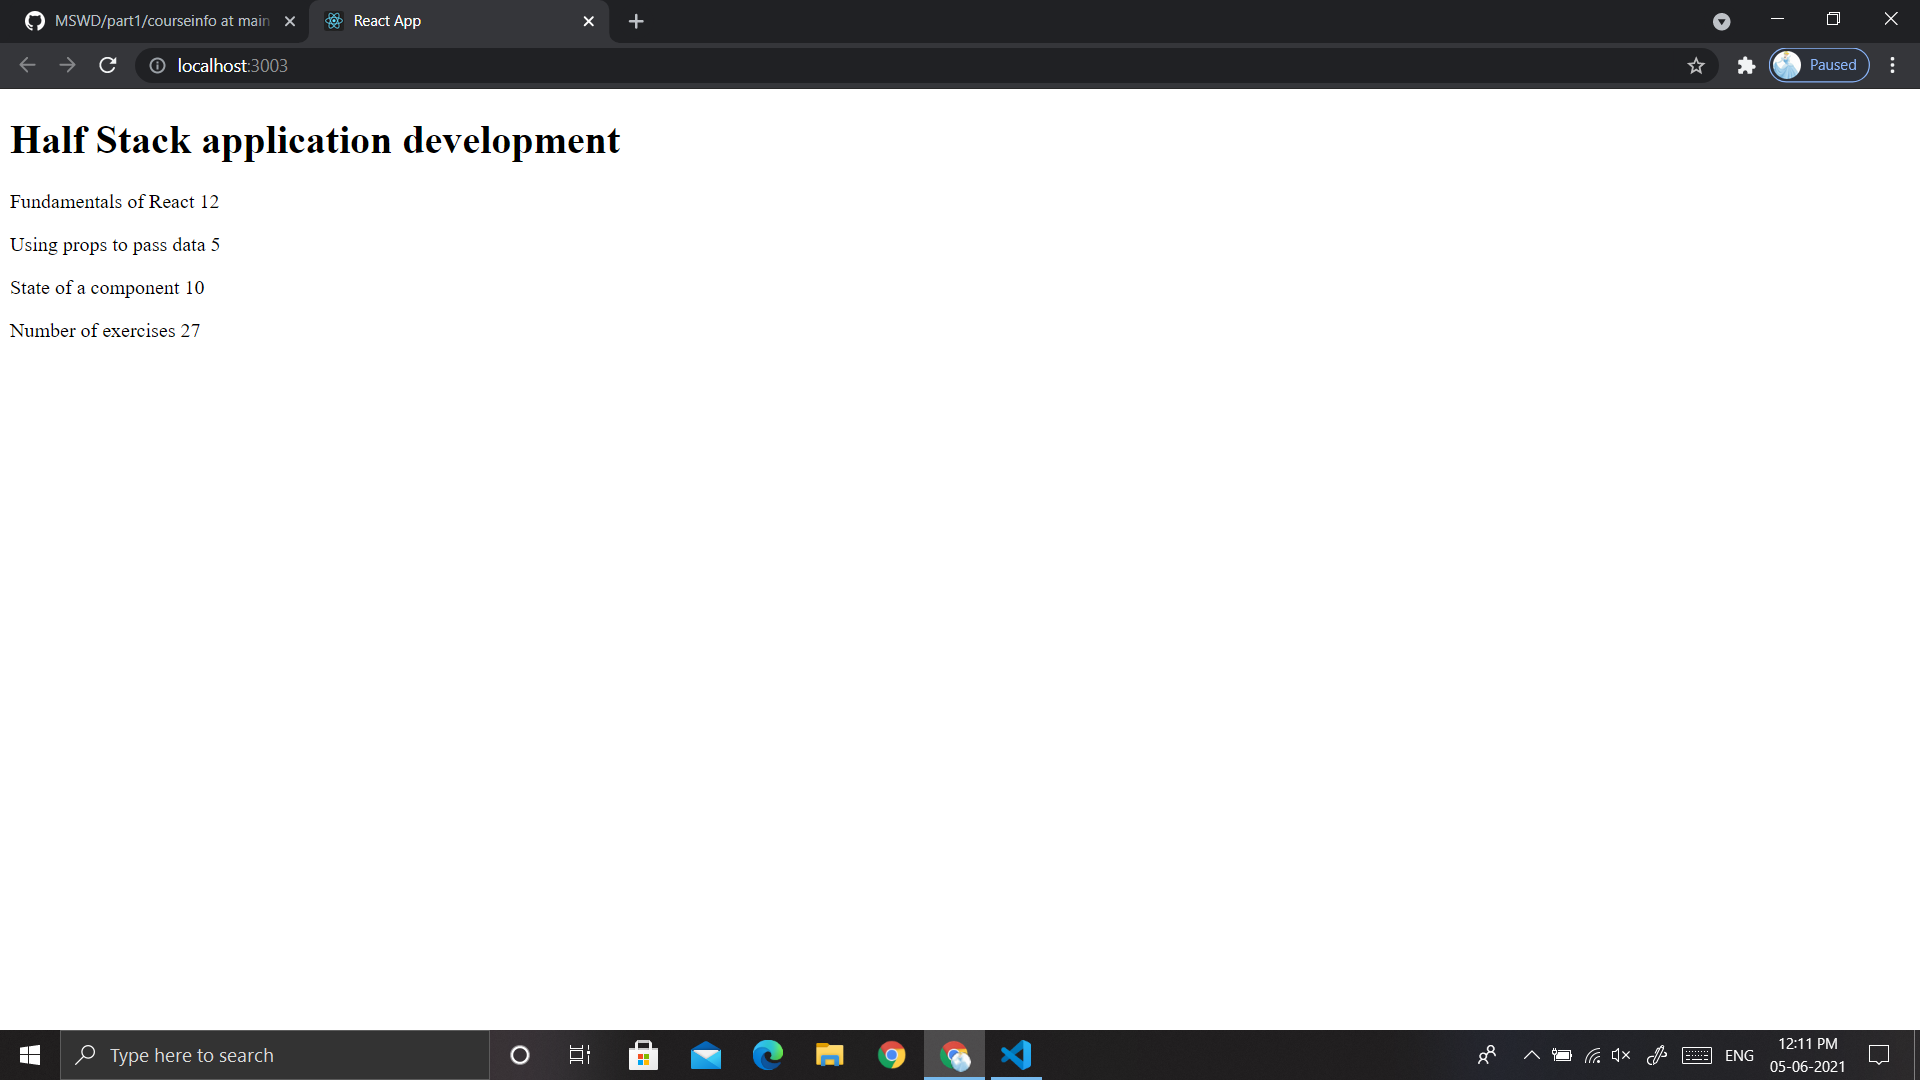 MSWD/part1/courseinfo at main
React App
localhost:3003
Paused
Half Stack application development
Fundamentals of React 12
Using props to pass data 5
State of a component 10
Number of exercises 27
Type here to search
ENG
12:11 PM
05-06-2021